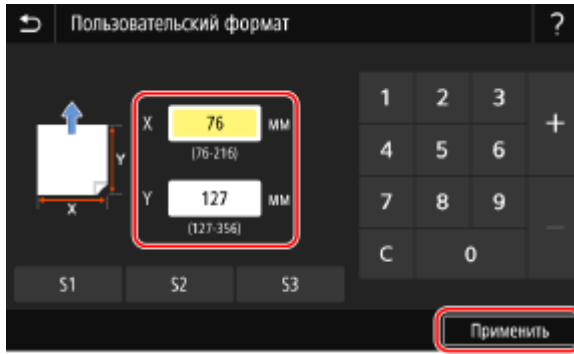 Пользовательский формат ?
X 76 мм
(76-216)
Y 127 мм
(127-356)
Y
X
1 2 3 +
4 5 6
7 8 9 —
C 0
S1 S2 S3
Применить